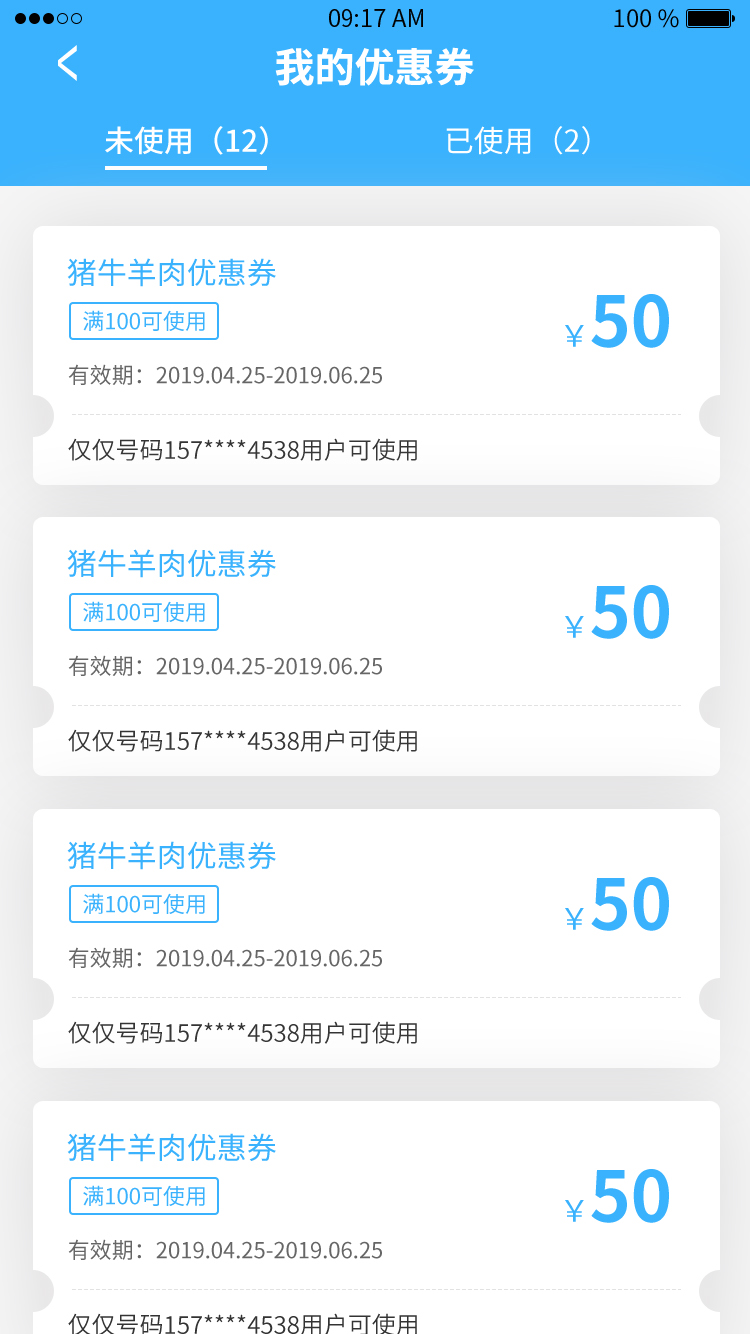 09:17 AM 100 %
我的优惠券
未使用（12） 已使用（2）
猪牛羊肉优惠券
满100可使用
¥ 50
有效期：2019.04.25-2019.06.25
仅仅号码157****4538用户可使用
猪牛羊肉优惠券
满100可使用
¥ 50
有效期：2019.04.25-2019.06.25
仅仅号码157****4538用户可使用
猪牛羊肉优惠券
满100可使用
¥ 50
有效期：2019.04.25-2019.06.25
仅仅号码157****4538用户可使用
猪牛羊肉优惠券
满100可使用
¥ 50
有效期：2019.04.25-2019.06.25
仅仅号码157****4538用户可使用